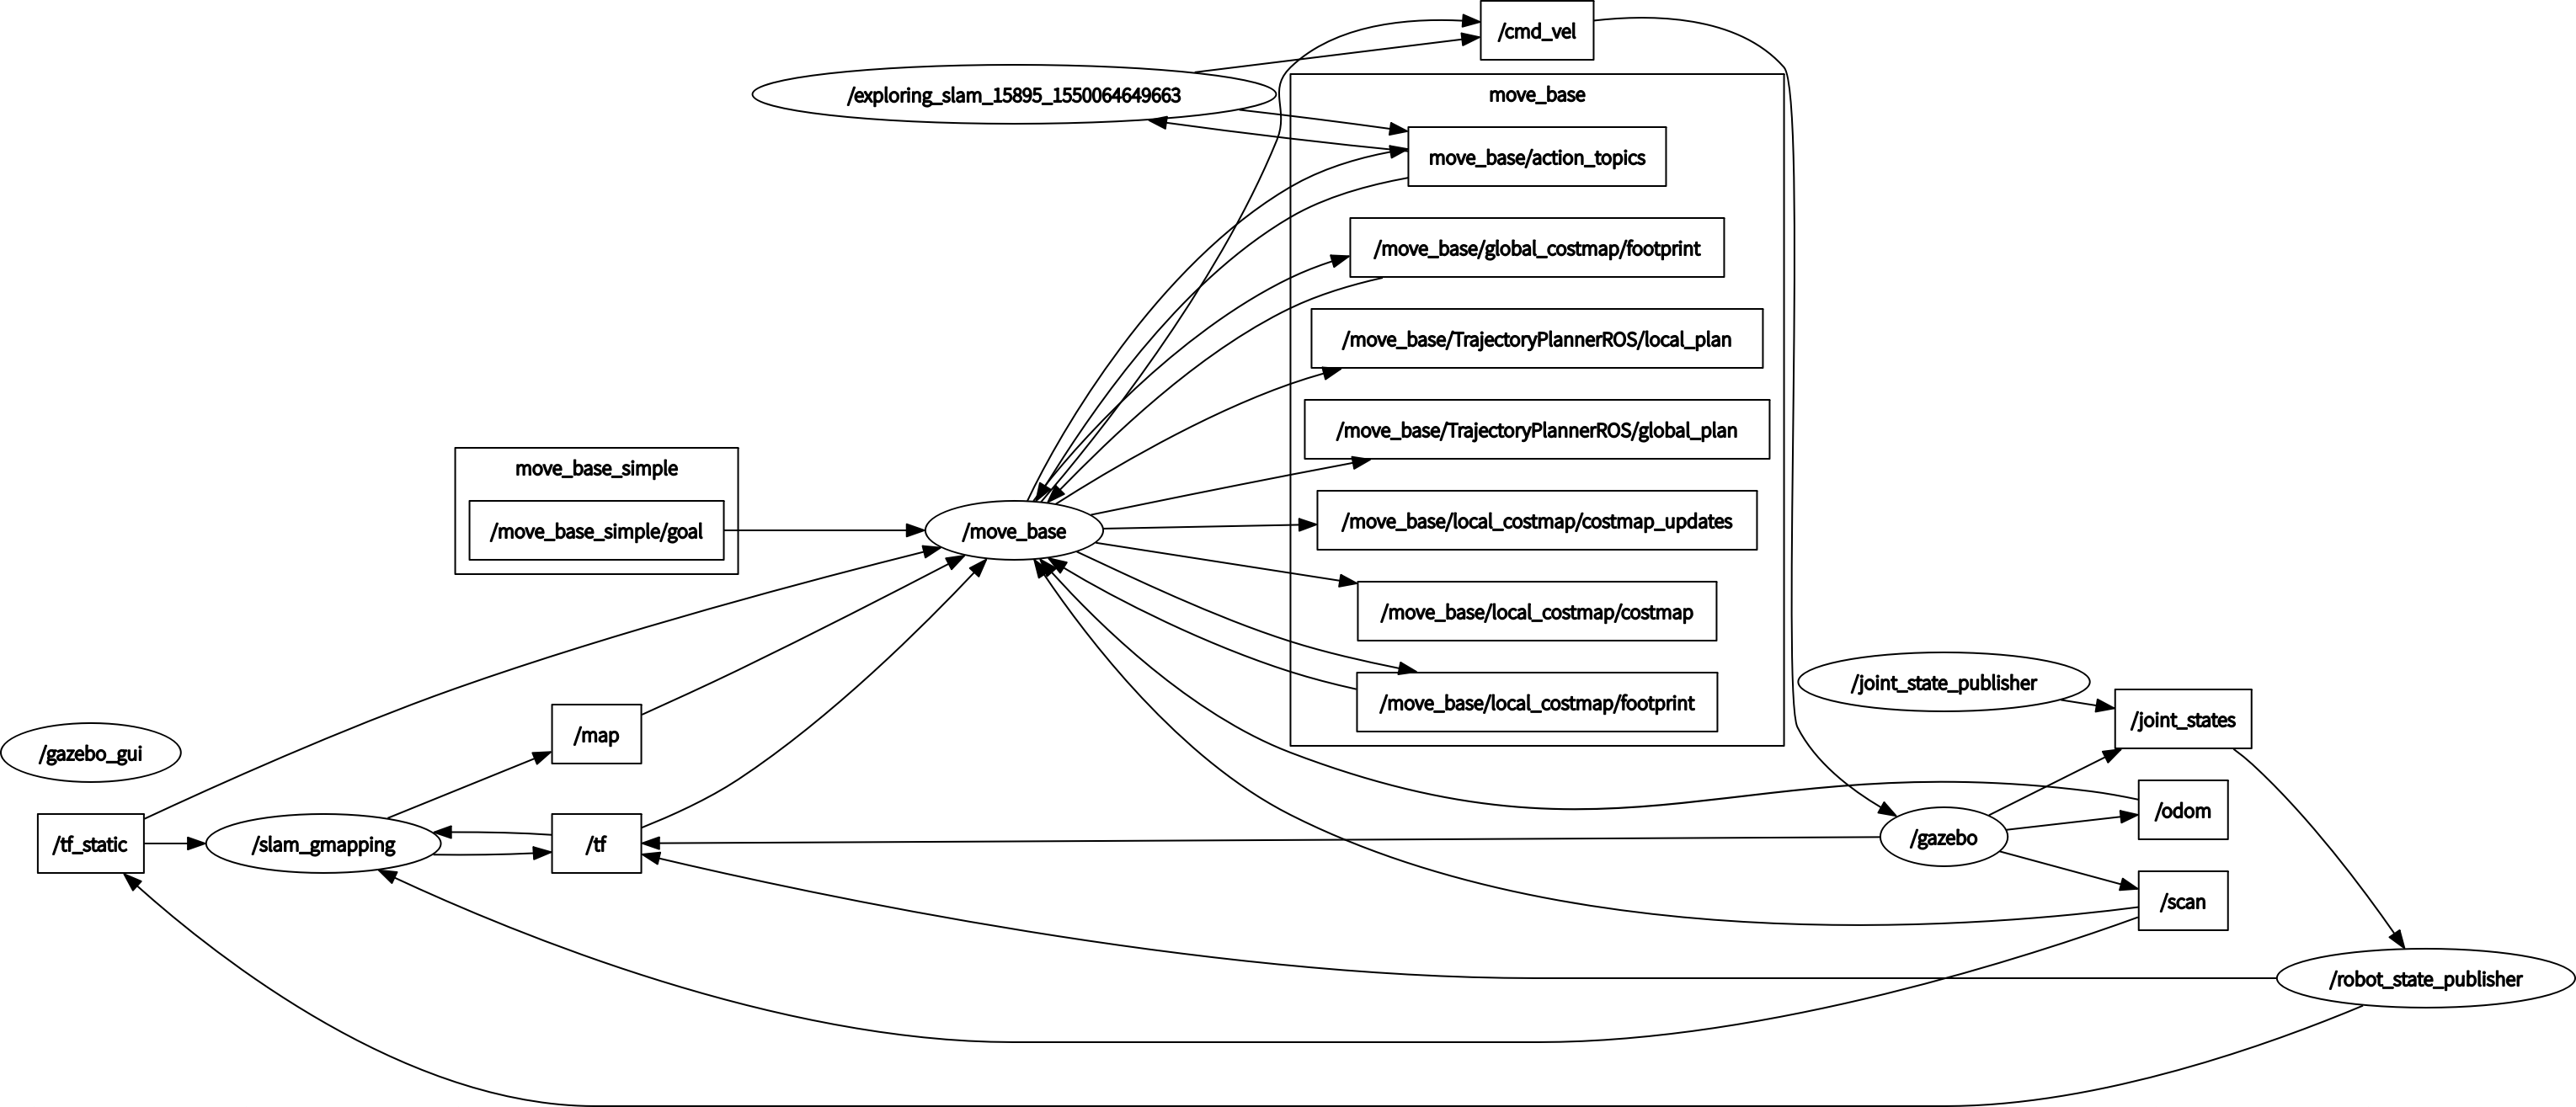 /cmd_vel
/exploring_slam_15895_1550064649663
move_base
move_base/action_topics
/move_base/global_costmap/footprint
/move_base/TrajectoryPlannerROS/local_plan
/move_base/TrajectoryPlannerROS/global_plan
move_base_simple
/move_base_simple/goal
/move_base
/move_base/local_costmap/costmap_updates
/move_base/local_costmap/costmap
/move_base/local_costmap/footprint
/joint_state_publisher
/joint_states
/map
/gazebo_gui
/odom
/tf_static
/slam_gmapping
/tf
/gazebo
/scan
/robot_state_publisher